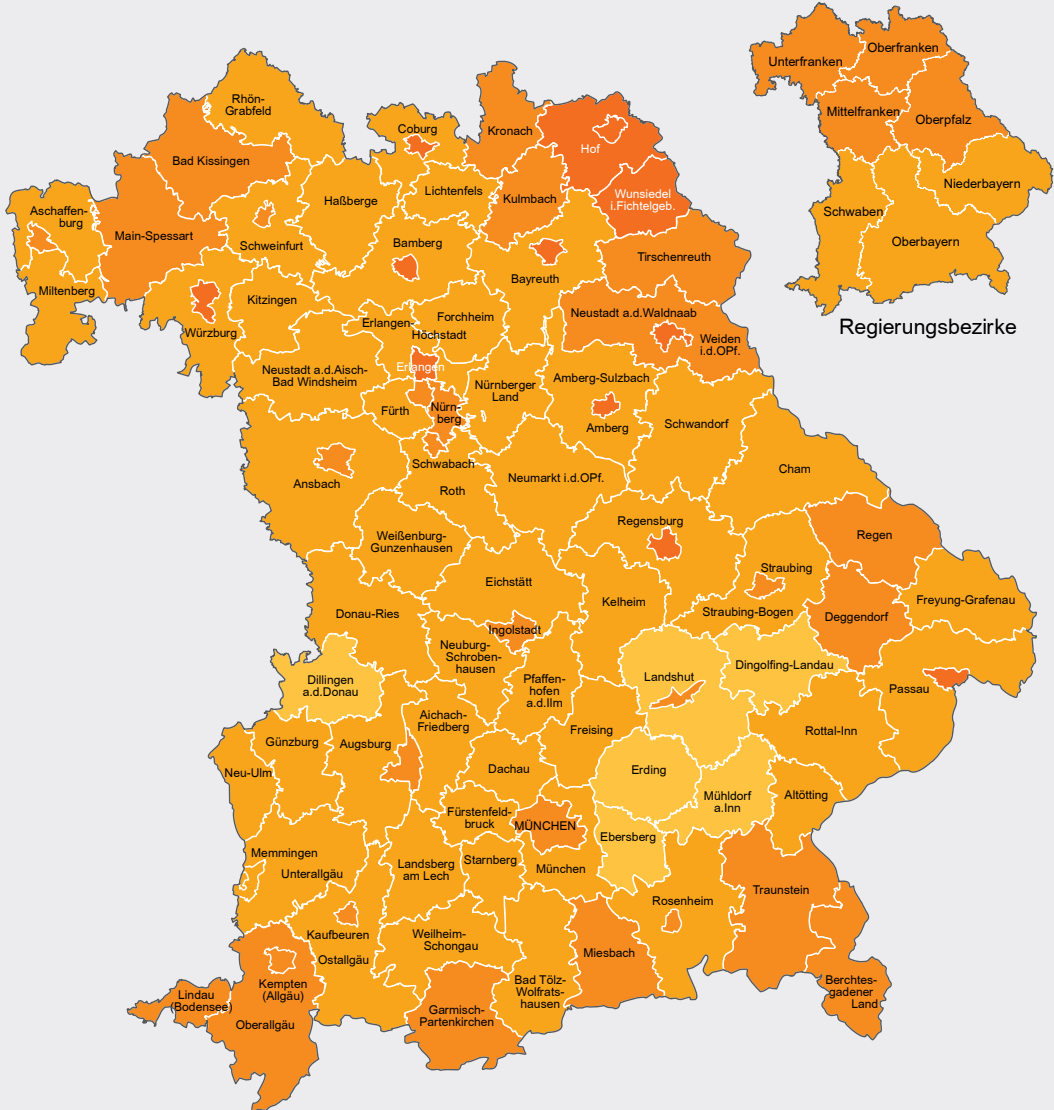 Unterfranken
Oberfranken
Mittelfranken
Oberpfalz
Niederbayern
Schwaben
Oberbayern
Regierungsbezirke
Rhön-
Grabfeld
Coburg
Kronach
Hof
Bad Kissingen
Lichtenfels
Kulmbach
Wunsiedel
i.Fichtelgeb.
Haßberge
Aschaffen-
burg
Main-Spessart
Schweinfurt
Bamberg
Tirschenreuth
Bayreuth
Miltenberg
Kitzingen
Würzburg
Forchheim
Neustadt a.d.Waldnaab
Erlangen-
Höchstadt
Weiden
i.d.OPf.
Erlangen
Neustadt a.d.Aisch-
Bad Windsheim
Nürnberger
Land
Amberg-Sulzbach
Fürth
Nürn-
berg
Amberg
Schwandorf
Schwabach
Ansbach
Roth
Neumarkt i.d.OPf.
Cham
Regensburg
Regen
Weißenburg-
Gunzenhausen
Eichstätt
Straubing
Kelheim
Freyung-Grafenau
Donau-Ries
Straubing-Bogen
Deggendorf
Ingolstadt
Neuburg-
Schroben-
hausen
Dingolfing-Landau
Dillingen
a.d.Donau
Pfaffen-
hofen
a.d.Ilm
Landshut
Passau
Aichach-
Friedberg
Freising
Rottal-Inn
Günzburg
Augsburg
Neu-Ulm
Dachau
Erding
Mühldorf
a.Inn
Altötting
Fürstenfeld-
bruck
MÜNCHEN
Ebersberg
Memmingen
Unterallgäu
Landsberg
am Lech
Starnberg
München
Traunstein
Rosenheim
Kaufbeuren
Ostallgäu
Weilheim-
Schongau
Miesbach
Bad Tölz-
Wolfrats-
hausen
Kempten
(Allgäu)
Lindau
(Bodensee)
Oberallgäu
Garmisch-
Partenkirchen
Berchtes-
gadener
Land